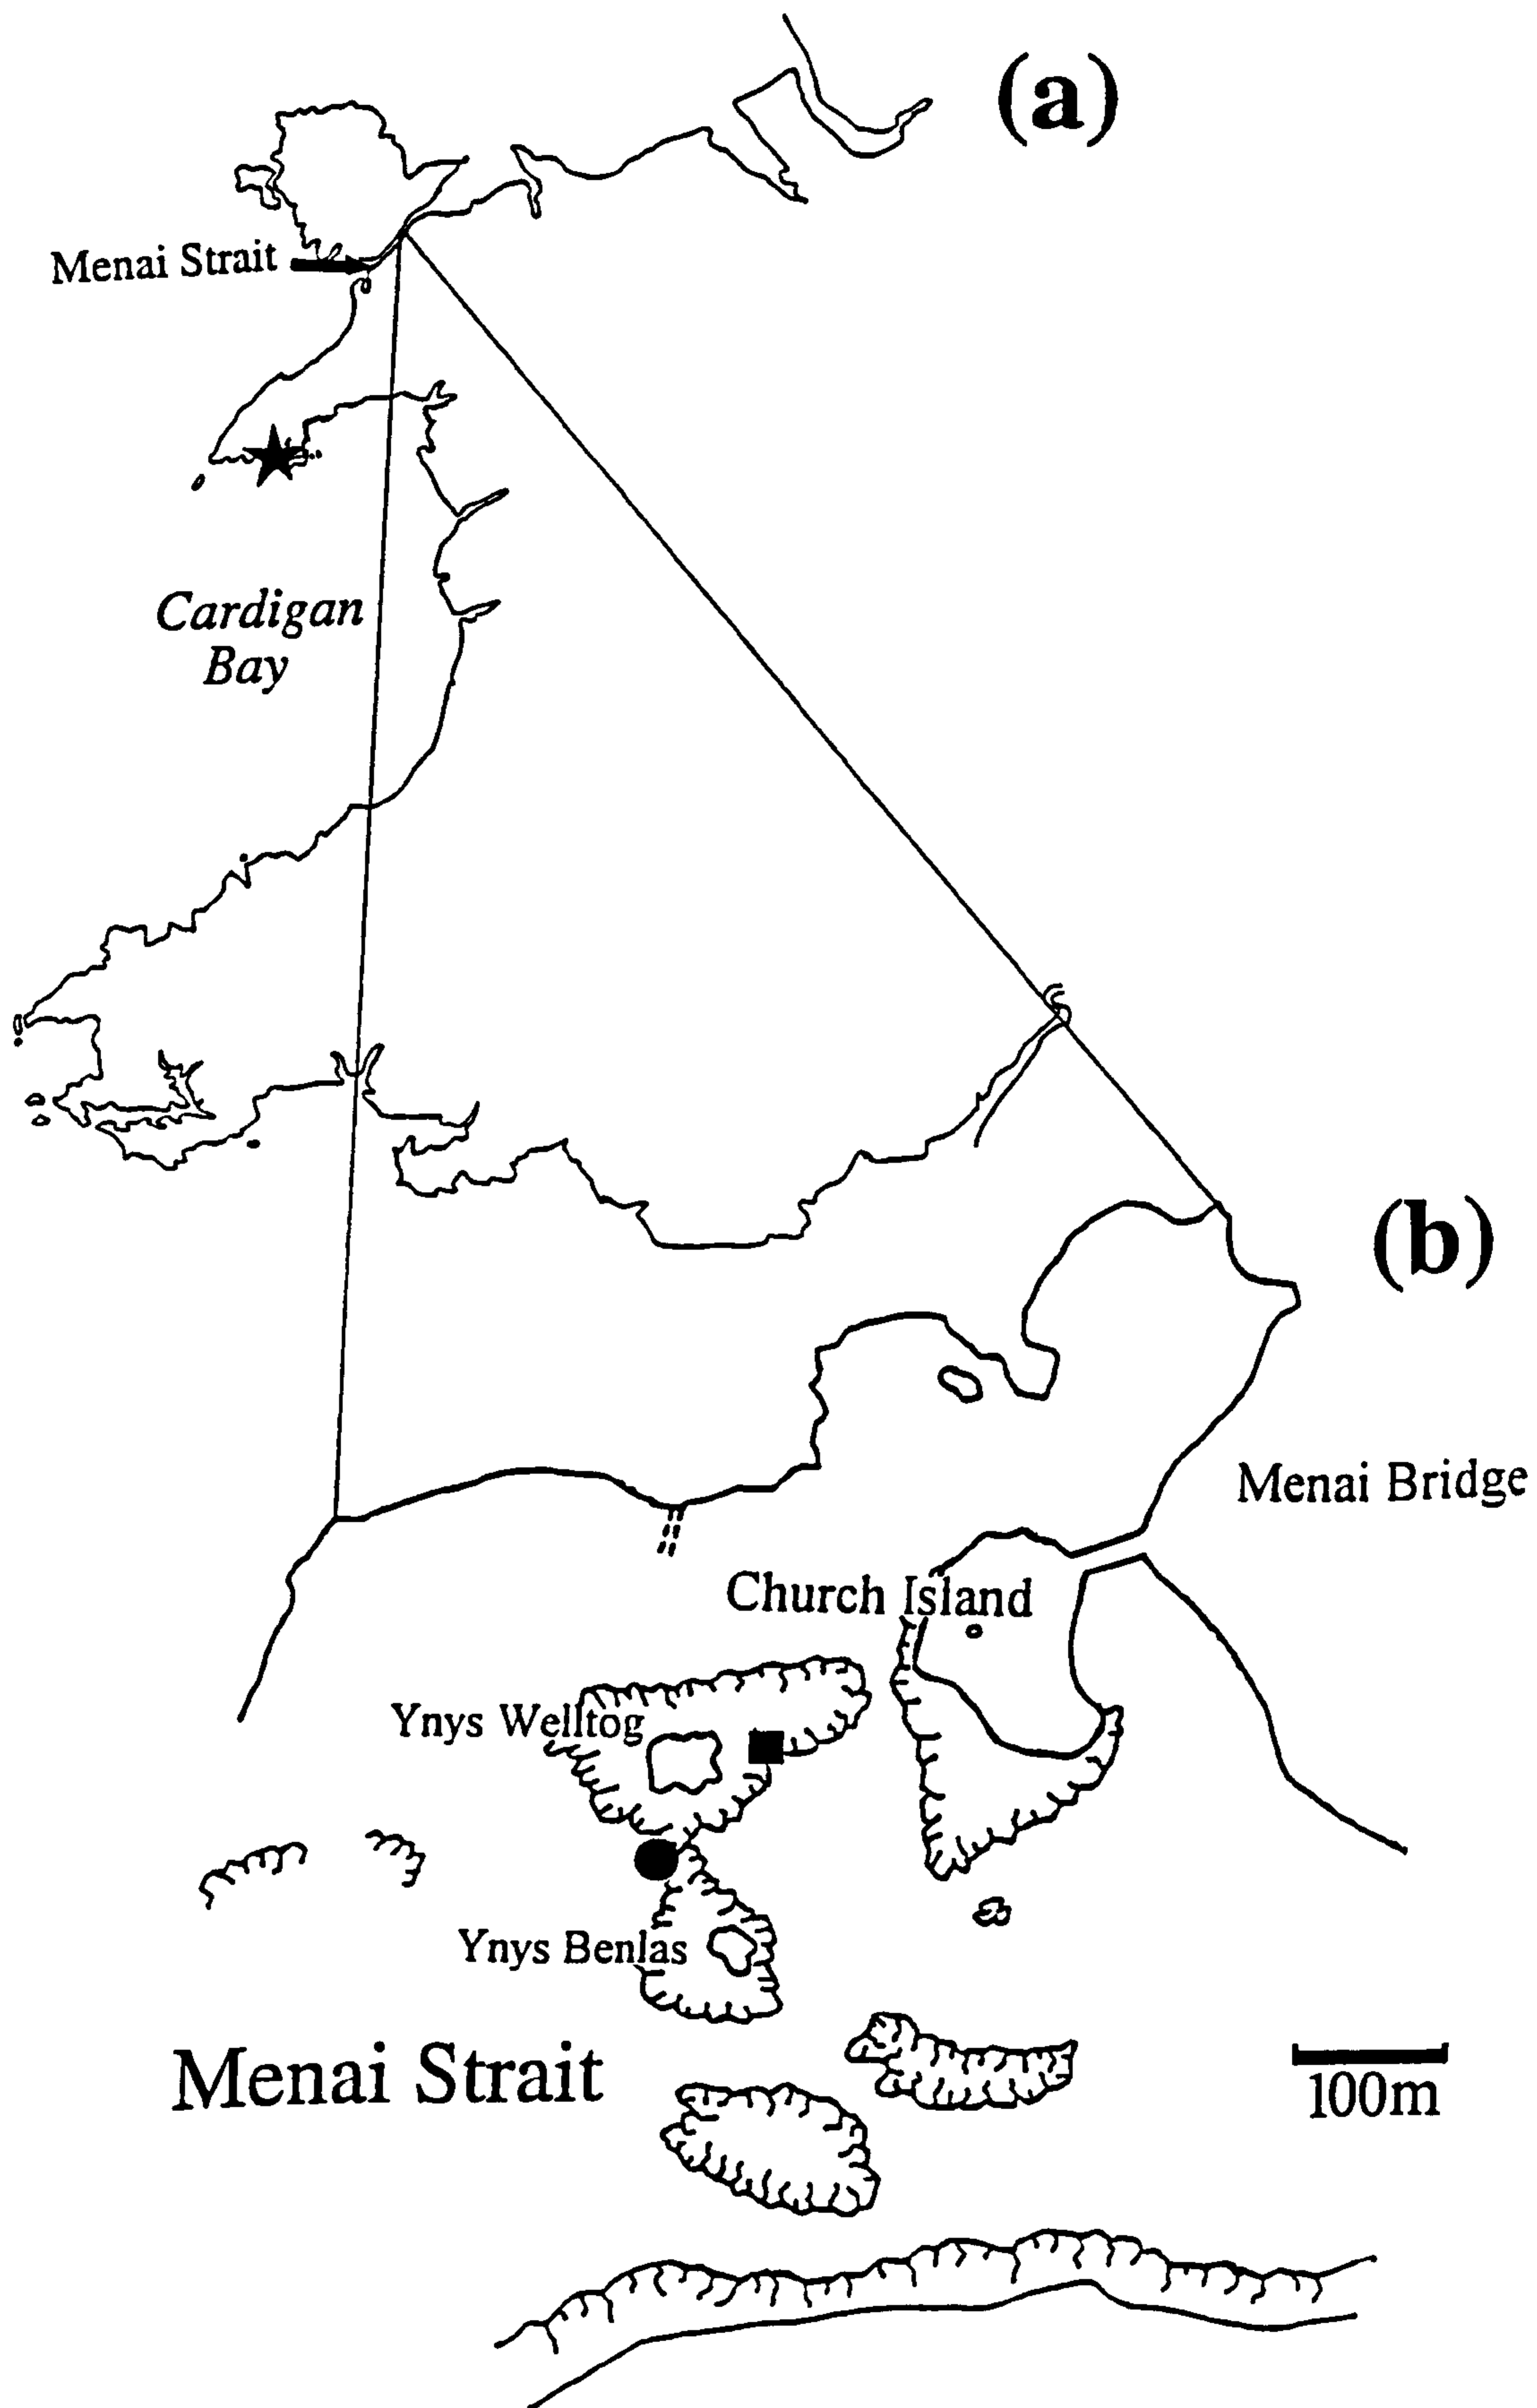 (a)
Menai Strait
Cardigan
Bay
(b)
Menai Bridge
Church Island
Ynys Welltog
Ynys Benlas
Menai Strait
100m